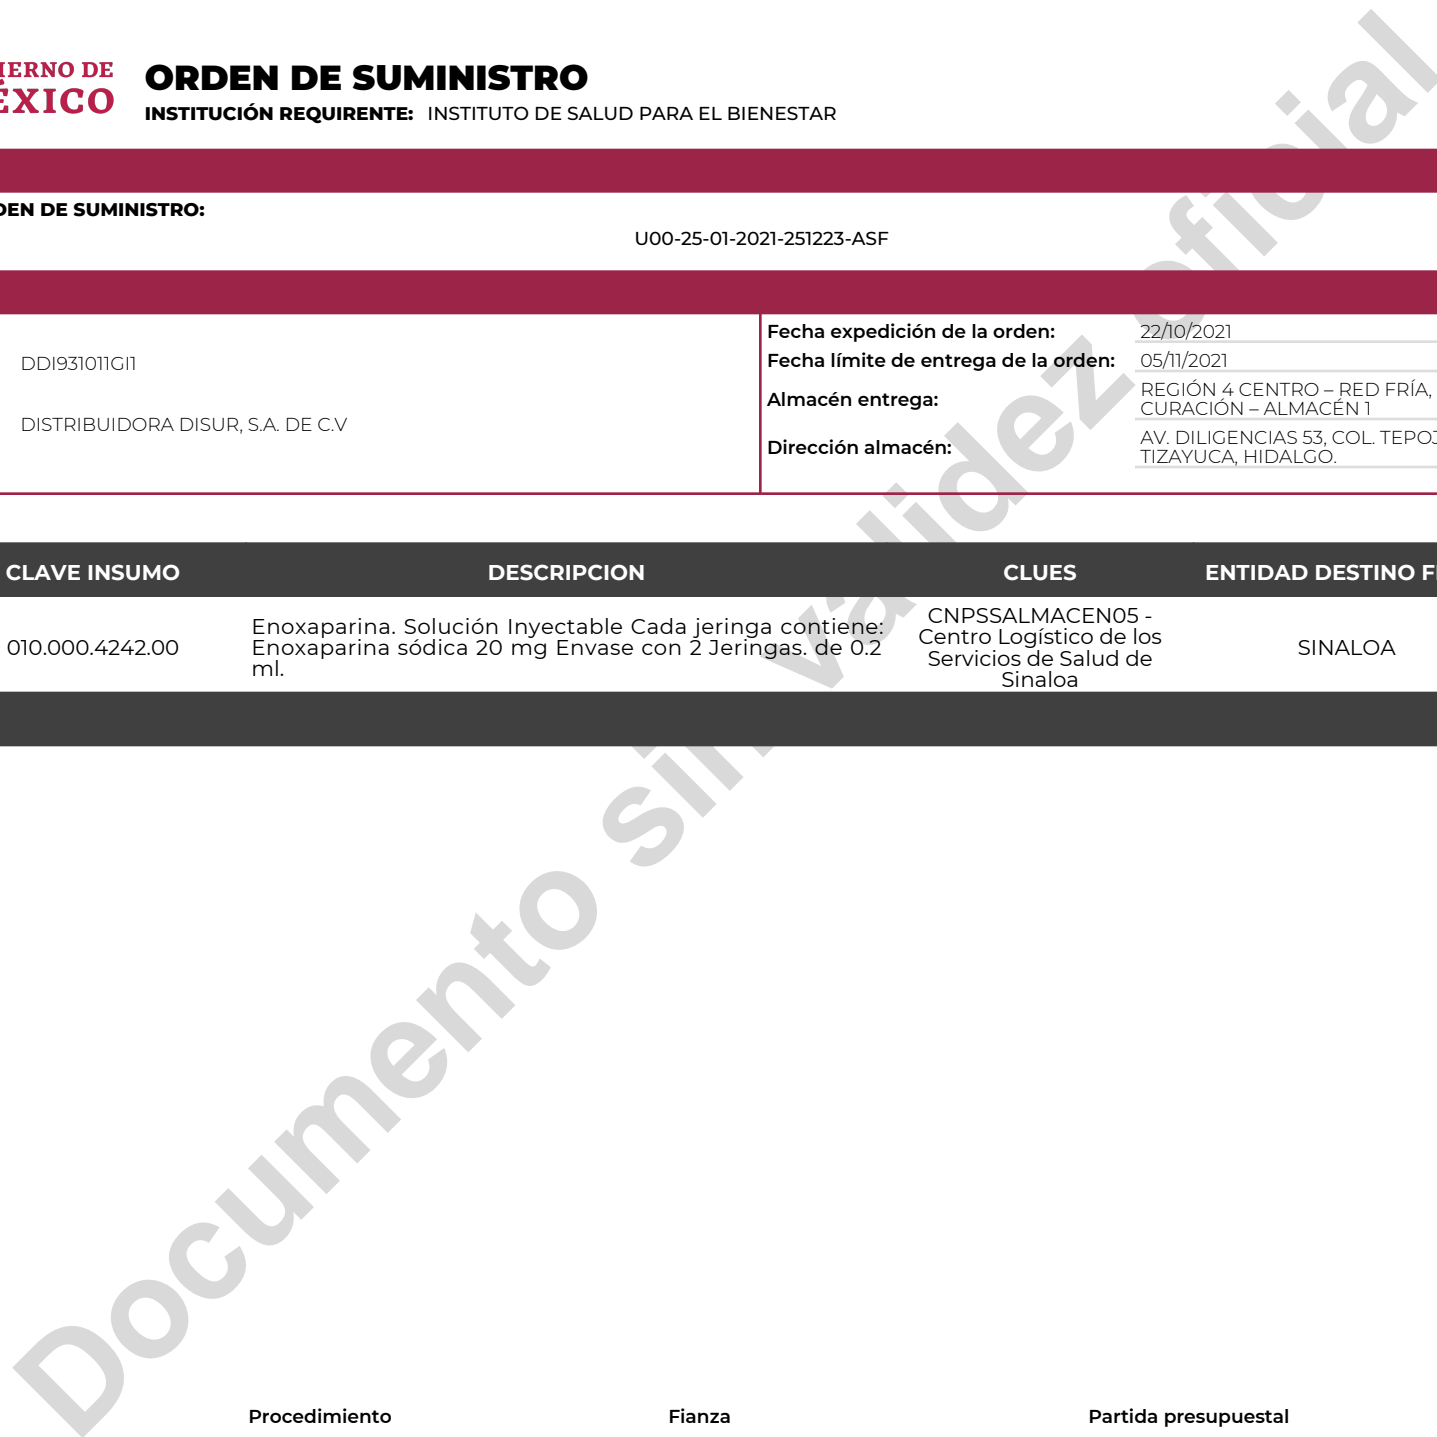 IERNO DE
ÉXICO
ORDEN DE SUMINISTRO
INSTITUCIÓN REQUIRENTE: INSTITUTO DE SALUD PARA EL BIENESTAR
DEN DE SUMINISTRO:
U00-25-01-2021-251223-ASF
DDI931011GI1
DISTRIBUIDORA DISUR, S.A. DE C.V
Fecha expedición de la orden: 22/10/2021
Fecha límite de entrega de la orden: 05/11/2021
Almacén entrega: REGIÓN 4 CENTRO – RED FRÍA,
CURACIÓN – ALMACÉN 1
Dirección almacén: AV. DILIGENCIAS 53, COL. TEPOJ
TIZAYUCA, HIDALGO.
CLAVE INSUMO DESCRIPCION CLUES ENTIDAD DESTINO F
010.000.4242.00
Enoxaparina. Solución Inyectable Cada jeringa contiene:
Enoxaparina sódica 20 mg Envase con 2 Jeringas. de 0.2
ml.
CNPSSALMACEN05 -
Centro Logístico de los
Servicios de Salud de
Sinaloa
SINALOA
Documento sin validez oficial
Procedimiento Fianza Partida presupuestal